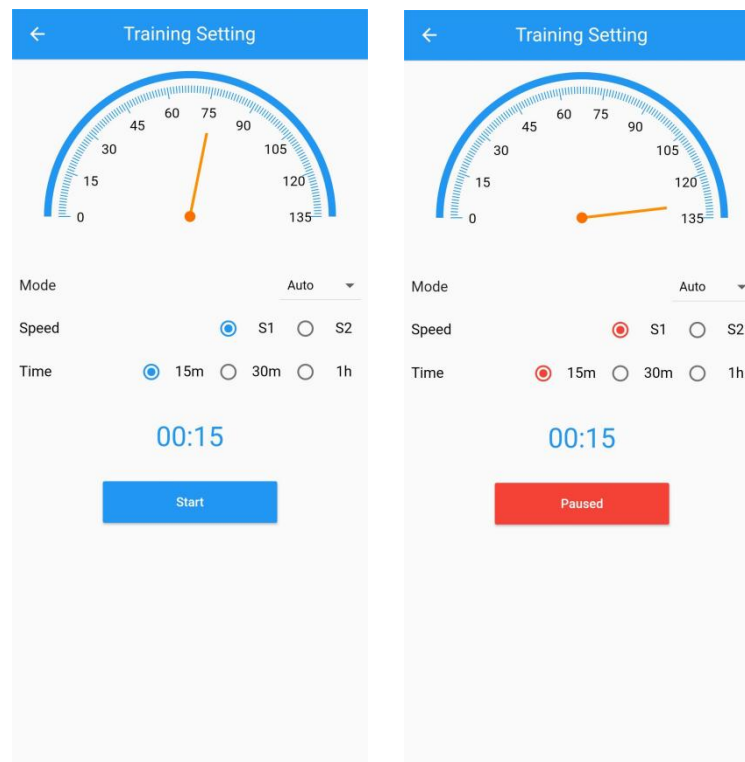 Training Setting
60 75
45 90
30 105
15 120
0 135
Mode Auto
Speed S1 S2
Time 15m 30m 1h
00:15
Start
Training Setting
60 75
45 90
30 105
15 120
0 135
Mode Auto
Speed S1 S2
Time 15m 30m 1h
00:15
Paused